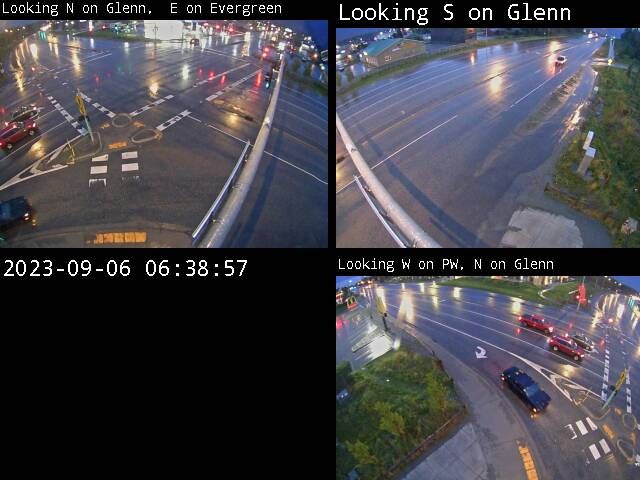 Looking N on Glenn, E on Evergreen
Looking S on Glenn
2023-09-06 06:38:57
Looking W on PW, N on Glenn